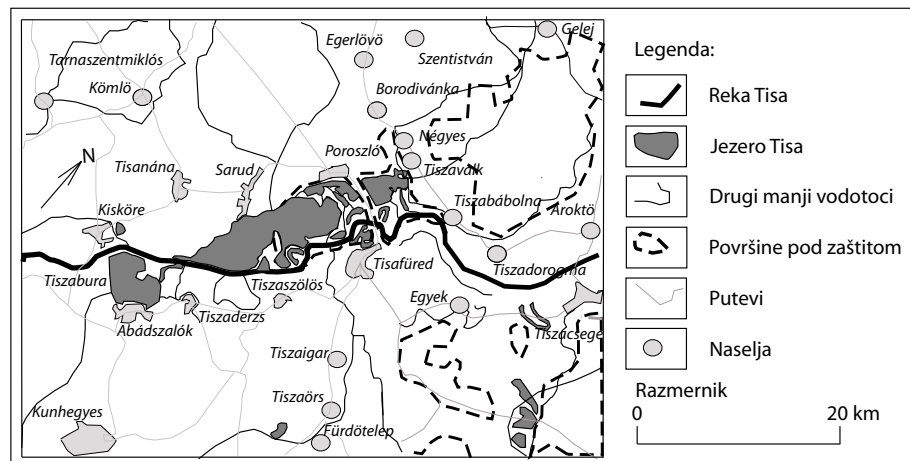 Gelej
Egerlövö
Szentistván
Tarnaszentmiklós
Kömlö
Borodivánka
Négyes
Poroszló
Tiszavalk
N
Tisanána
Sarud
Tiszabábolna
Aroktö
Kisköre
Tiszabura
Tiszaszölös
Tisafüred
Tiszadorogma
Abádszalók
Tiszaderzs
Egyek
Tiszacsege
Tiszaigar
Tiszaörs
Kunhegyes
Fürdötelep
Legenda:
Reka Tisa
Jezero Tisa
Drugi manji vodotoci
Površine pod zaštitom
Putevi
Naselja
Razmernik
0 20 km